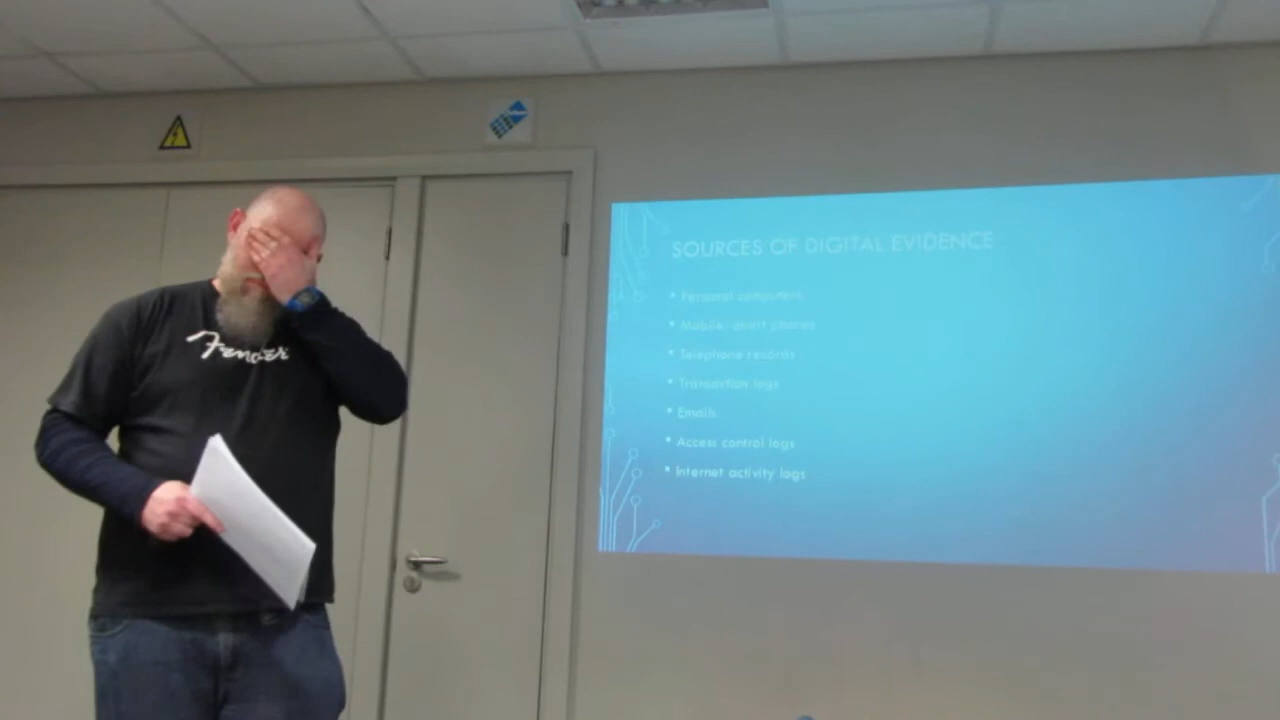 Fender
SOURCES OF DIGITAL EVIDENCE
• Personal computers
• Mobile-smart phones
• Telephone records
• Transaction logs
• Emails
• Access control logs
• Internet activity logs